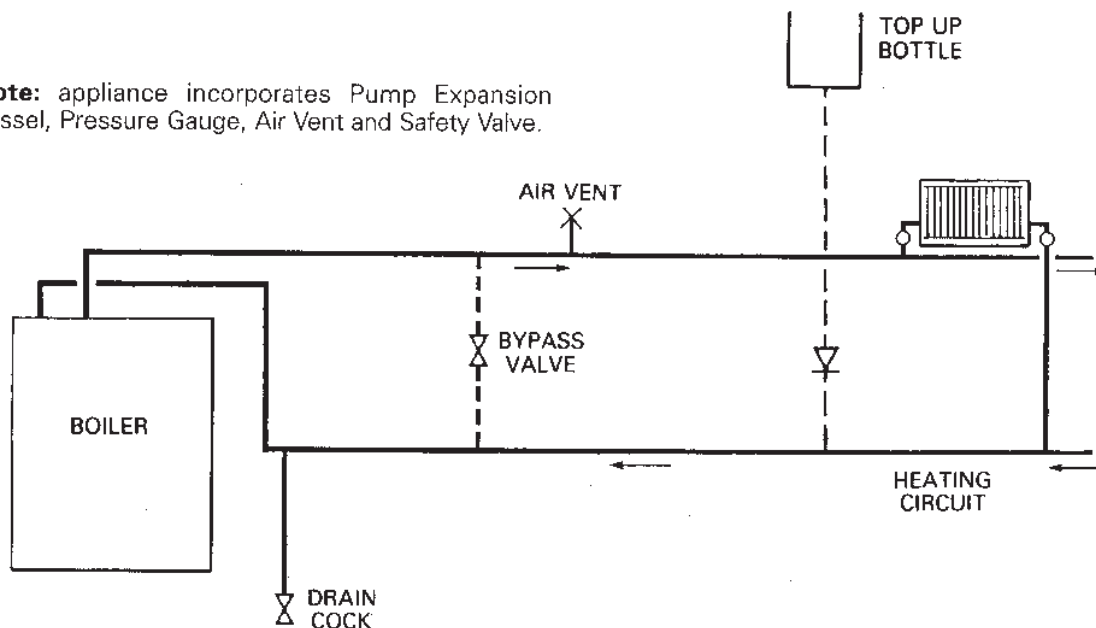 TOP UP
BOTTLE
ote: appliance incorporates Pump Expansion
ssel, Pressure Gauge, Air Vent and Safety Valve.
AIR VENT
BYPASS
VALVE
BOILER
HEATING
CIRCUIT
DRAIN
COCK